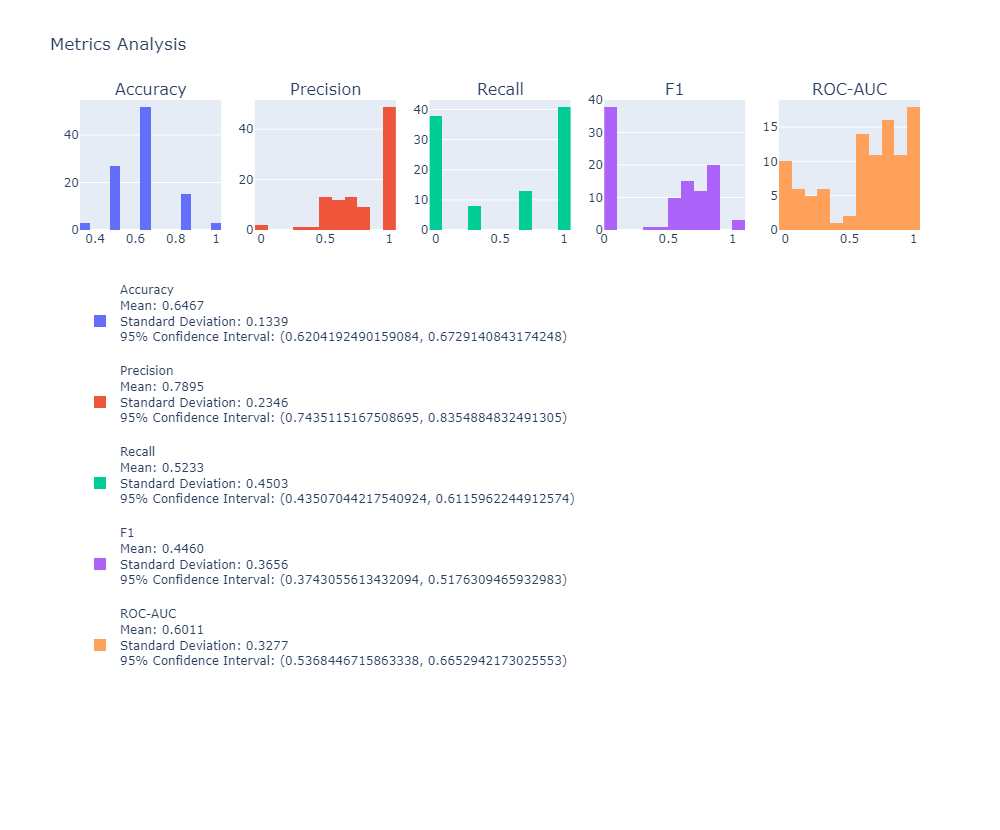 Metrics Analysis
Accuracy Precision Recall F1 ROC-AUC
40
20
0
0.4 0.6 0.8 1
40
20
0
0 0.5 1
40
30
20
10
0
0 0.5 1
40
30
20
10
0
0 0.5 1
15
10
5
0
0 0.5 1
Accuracy
Mean: 0.6467
Standard Deviation: 0.1339
95% Confidence Interval: (0.6204192490159084, 0.6729140843174248)
Precision
Mean: 0.7895
Standard Deviation: 0.2346
95% Confidence Interval: (0.7435115167508695, 0.8354884832491305)
Recall
Mean: 0.5233
Standard Deviation: 0.4503
95% Confidence Interval: (0.43507044217540924, 0.6115962244912574)
F1
Mean: 0.4460
Standard Deviation: 0.3656
95% Confidence Interval: (0.3743055613432094, 0.5176309465932983)
ROC-AUC
Mean: 0.6011
Standard Deviation: 0.3277
95% Confidence Interval: (0.5368446715863338, 0.6652942173025553)